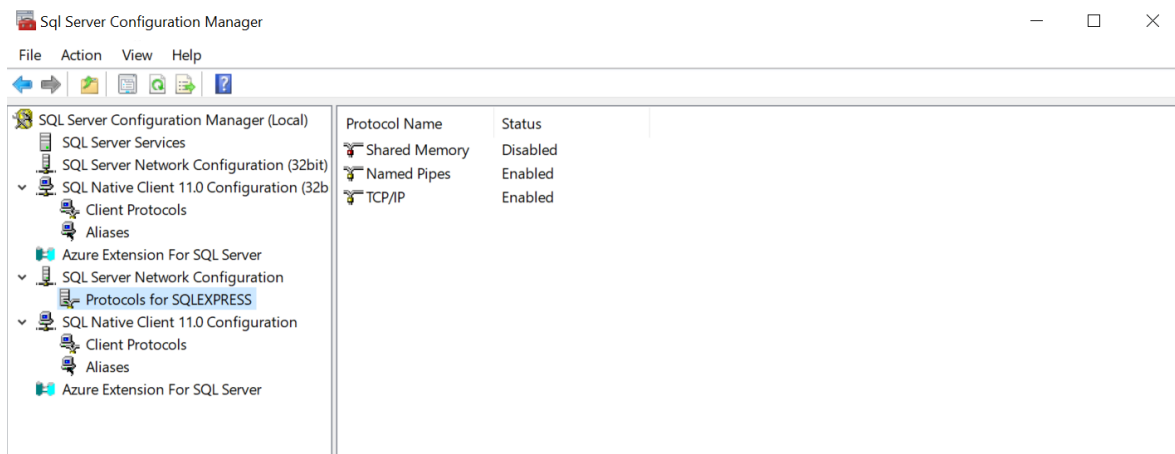 Sql Server Configuration Manager
File Action View Help
SQL Server Configuration Manager (Local)
SQL Server Services
SQL Server Network Configuration (32bit)
SQL Native Client 11.0 Configuration (32b
Client Protocols
Aliases
Azure Extension For SQL Server
SQL Server Network Configuration
Protocols for SQLEXPRESS
SQL Native Client 11.0 Configuration
Client Protocols
Aliases
Azure Extension For SQL Server
Protocol Name Status
Shared Memory Disabled
Named Pipes Enabled
TCP/IP Enabled